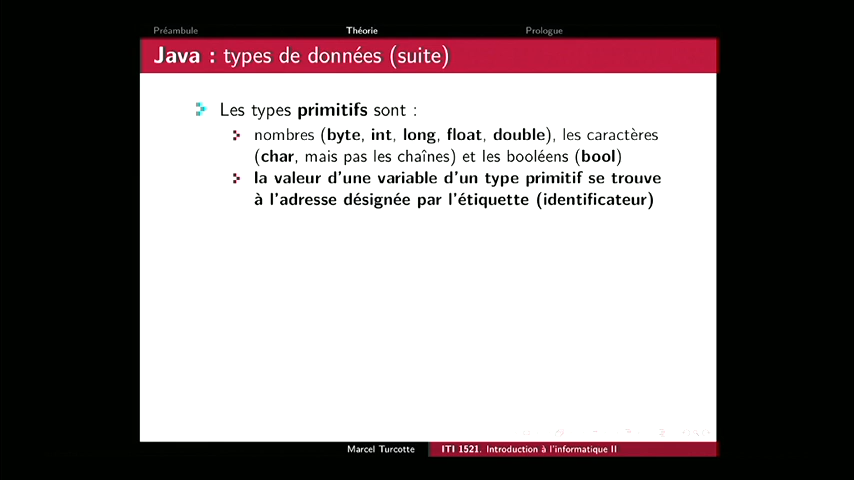 Préambule Théorie Prologue
Java : types de données (suite)
Les types primitifs sont :
nombres (byte, int, long, float, double), les caractères
(char, mais pas les chaînes) et les booléens (bool)
la valeur d'une variable d'un type primitif se trouve
à l'adresse désignée par l'étiquette (identificateur)
Marcel Turcotte ITI 1521. Introduction à l'informatique II